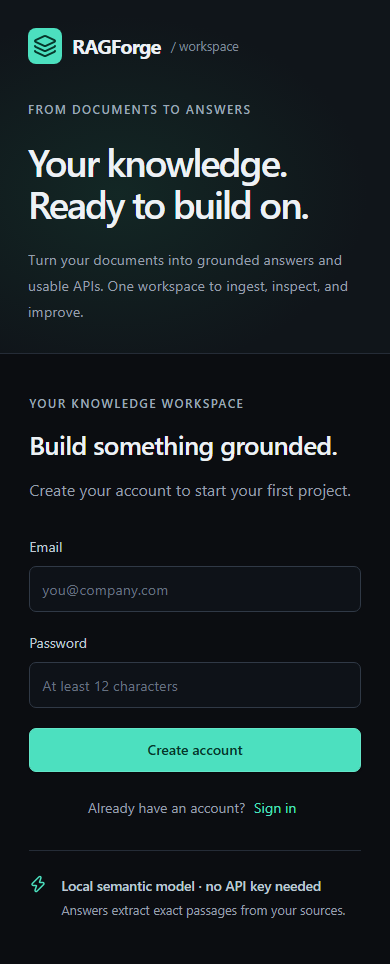 RAGForge / workspace
FROM DOCUMENTS TO ANSWERS
Your knowledge.
Ready to build on.
Turn your documents into grounded answers and
usable APIs. One workspace to ingest, inspect, and
improve.
YOUR KNOWLEDGE WORKSPACE
Build something grounded.
Create your account to start your first project.
Email
you@company.com
Password
At least 12 characters
Create account
Already have an account? Sign in
Local semantic model · no API key needed
Answers extract exact passages from your sources.